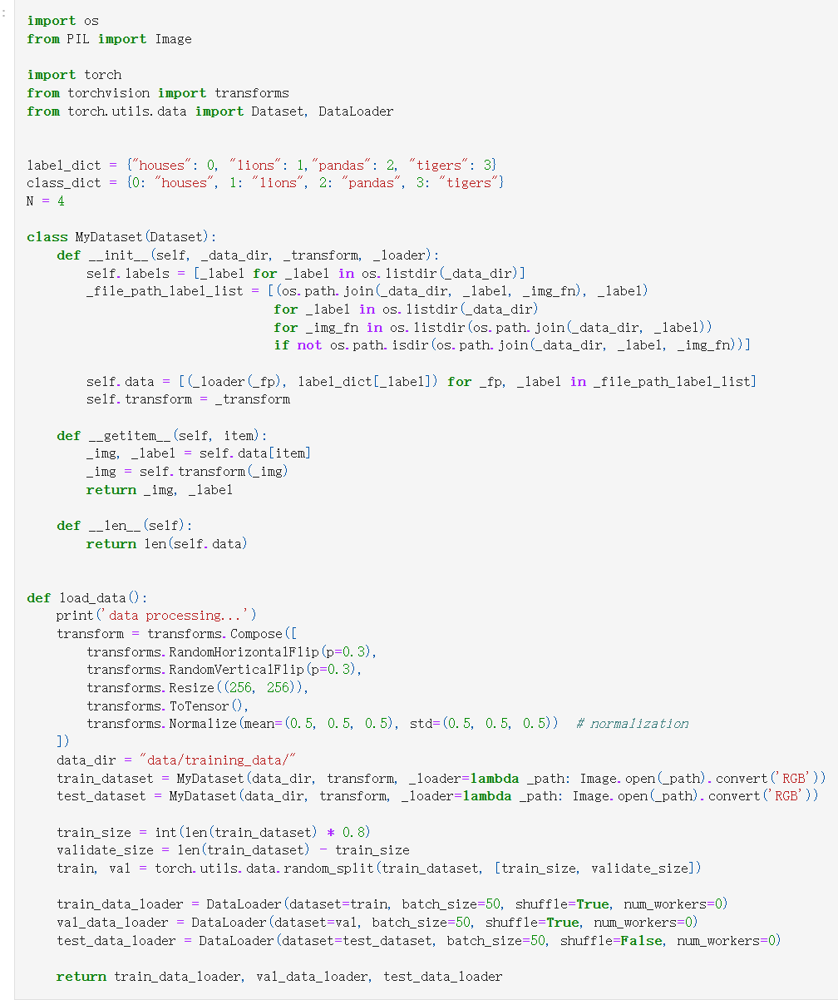 :
import os
from PIL import Image
import torch
from torchvision import transforms
from torch.utils.data import Dataset, DataLoader
label_dict = {"houses": 0, "lions": 1,"pandas": 2, "tigers": 3}
class_dict = {0: "houses", 1: "lions", 2: "pandas", 3: "tigers"}
N = 4
class MyDataset(Dataset):
    def __init__(self, _data_dir, _transform, _loader):
        self.labels = [_label for _label in os.listdir(_data_dir)]
        _file_path_label_list = [(os.path.join(_data_dir, _label, _img_fn), _label)
                                 for _label in os.listdir(_data_dir)
                                 for _img_fn in os.listdir(os.path.join(_data_dir, _label))
                                 if not os.path.isdir(os.path.join(_data_dir, _label, _img_fn))]
        self.data = [(_loader(_fp), label_dict[_label]) for _fp, _label in _file_path_label_list]
        self.transform = _transform
    def __getitem__(self, item):
        _img, _label = self.data[item]
        _img = self.transform(_img)
        return _img, _label
    def __len__(self):
        return len(self.data)
def load_data():
    print('data processing...')
    transform = transforms.Compose([
        transforms.RandomHorizontalFlip(p=0.3),
        transforms.RandomVerticalFlip(p=0.3),
        transforms.Resize((256, 256)),
        transforms.ToTensor(),
        transforms.Normalize(mean=(0.5, 0.5, 0.5), std=(0.5, 0.5, 0.5))  # normalization
    ])
    data_dir = "data/training_data/"
    train_dataset = MyDataset(data_dir, transform, _loader=lambda _path: Image.open(_path).convert('RGB'))
    test_dataset = MyDataset(data_dir, transform, _loader=lambda _path: Image.open(_path).convert('RGB'))
    train_size = int(len(train_dataset) * 0.8)
    validate_size = len(train_dataset) - train_size
    train, val = torch.utils.data.random_split(train_dataset, [train_size, validate_size])
    train_data_loader = DataLoader(dataset=train, batch_size=50, shuffle=True, num_workers=0)
    val_data_loader = DataLoader(dataset=val, batch_size=50, shuffle=True, num_workers=0)
    test_data_loader = DataLoader(dataset=test_dataset, batch_size=50, shuffle=False, num_workers=0)
    return train_data_loader, val_data_loader, test_data_loader